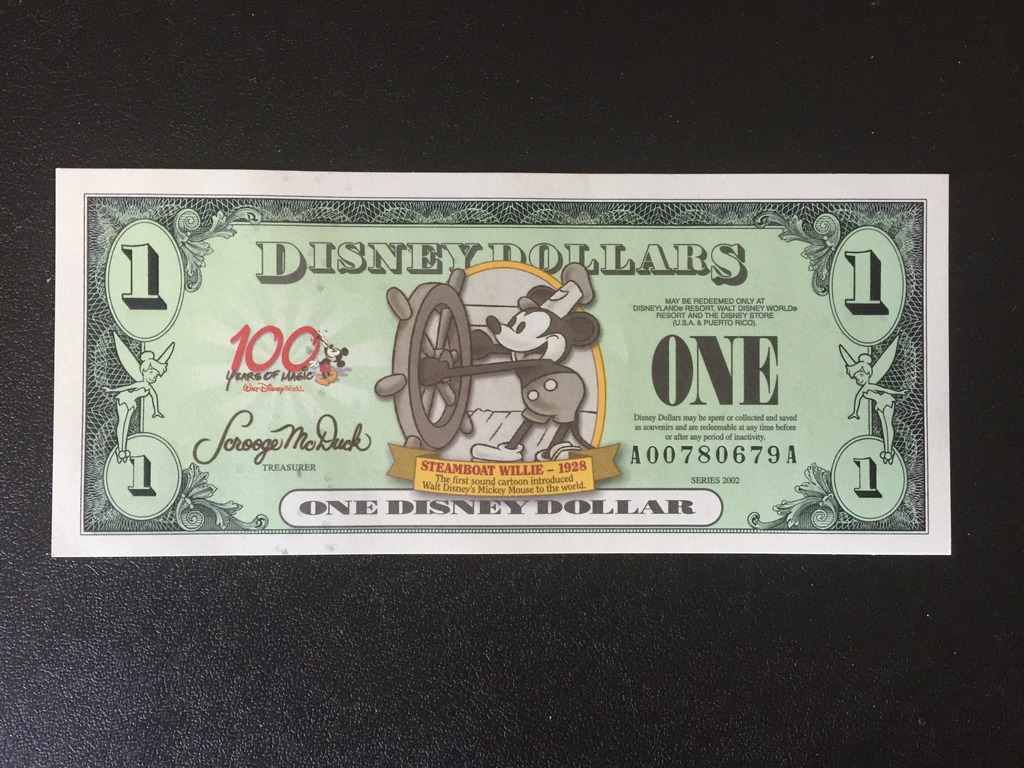 1
DISNEY DOLLARS
1
MAY BE REDEEMED ONLY AT
DISNEYLAND® RESORT, WALT DISNEY WORLD®
RESORT AND THE DISNEY STORE
(U.S.A. & PUERTO RICO).
100
YEARS OF MAGIC
Walt Disney World.
ONE
Disney Dollars may be spent or collected and saved
as souvenirs and are redeemable at any time before
or after any period of inactivity.
Scrooge McDuck
TREASURER
A00780679A
SERIES 2002
STEAMBOAT WILLIE – 1928
The first sound cartoon introduced
Walt Disney's Mickey Mouse to the world.
1
ONE DISNEY DOLLAR
1